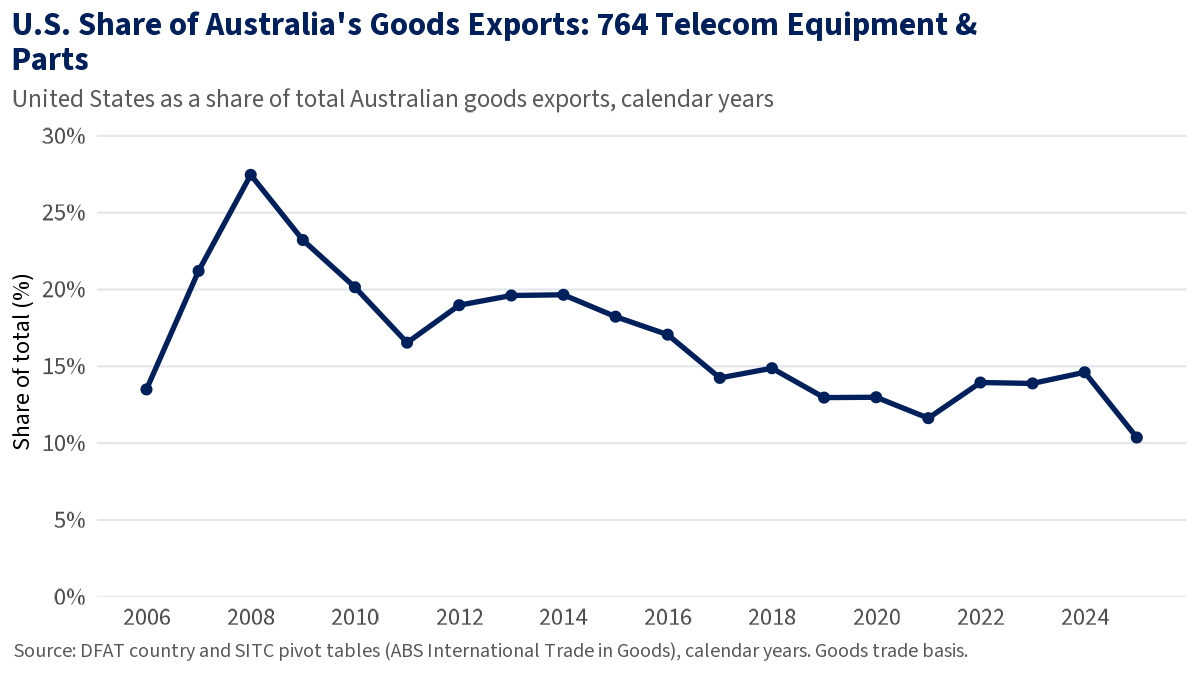 U.S. Share of Australia's Goods Exports: 764 Telecom Equipment &
Parts
United States as a share of total Australian goods exports, calendar years
Share of total (%)
30%
25%
20%
15%
10%
5%
0%
2006 2008 2010 2012 2014 2016 2018 2020 2022 2024
Source: DFAT country and SITC pivot tables (ABS International Trade in Goods), calendar years. Goods trade basis.